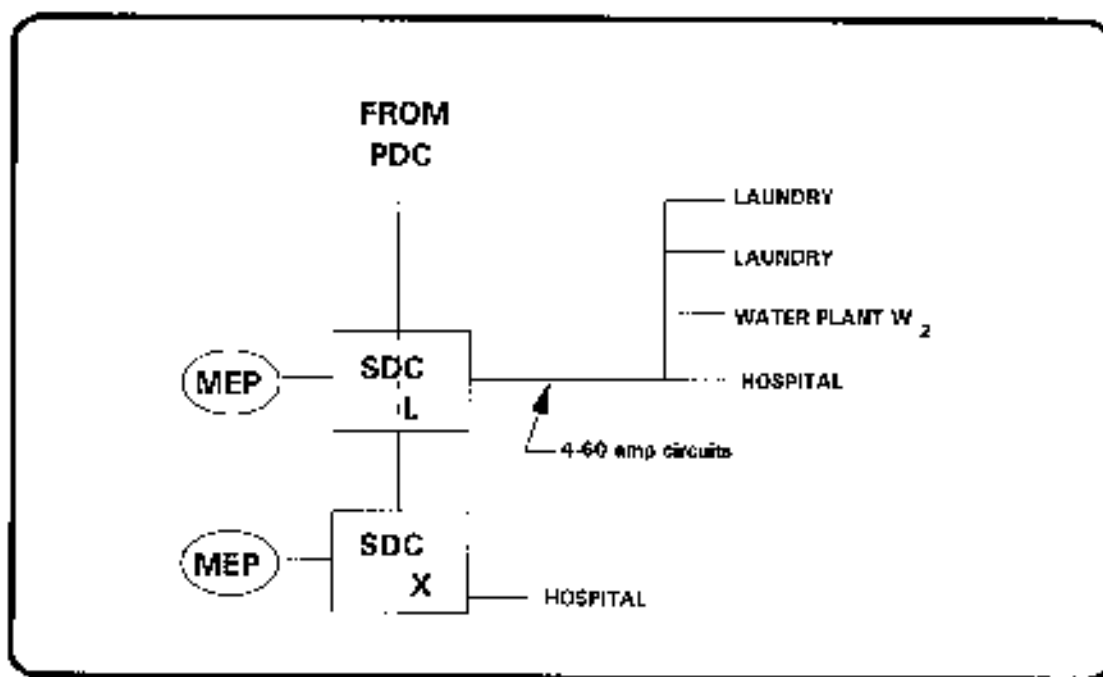 FROM
PDC
LAUNDRY
LAUNDRY
WATER PLANT W 2
MEP
SDC
L
HOSPITAL
4-60 amp circuits
MEP
SDC
X
HOSPITAL